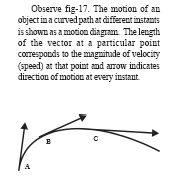 Observe fig-17. The motion of an
object in a curved path at different instants
is shown as a motion diagram. The length
of the vector at a particular point
corresponds to the magnitude of velocity
(speed) at that point and arrow indicates
direction of motion at every instant.
B
C
A